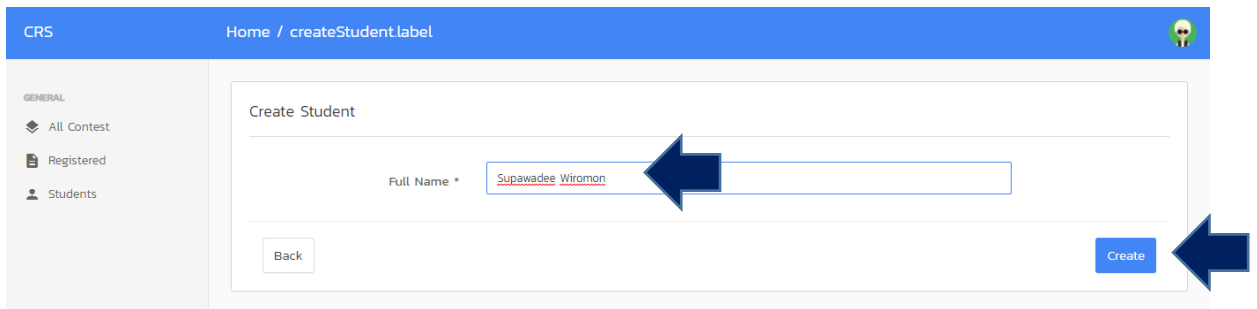 CRS
Home / createStudent.label
GENERAL
All Contest
Registered
Students
Create Student
Full Name *
Supawadee Wiromon
Back
Create